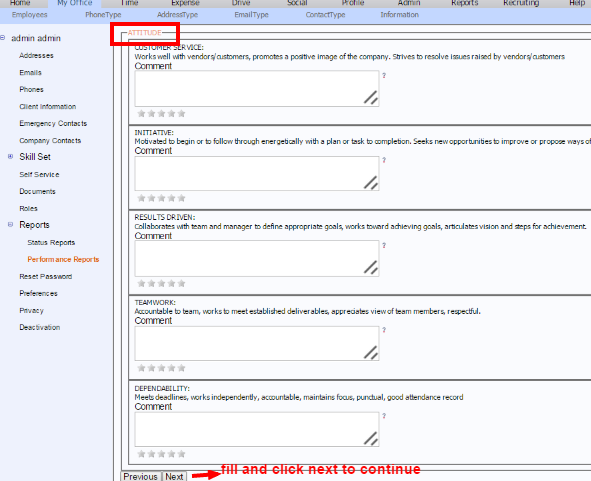 Home My Office Time Expense Drive Social Profile Admin Reports Recruiting Help
Employees PhoneType AddressType EmailType ContactType Information
admin admin
Addresses
Emails
Phones
Client Information
Emergency Contacts
Company Contacts
Skill Set
Self Service
Documents
Roles
Reports
Status Reports
Performance Reports
Reset Password
Preferences
Privacy
Deactivation
ATTITUDE
CUSTOMER SERVICE:
Works well with vendors/customers, promotes a positive image of the company. Strives to resolve issues raised by vendors/customers
Comment
?
INITIATIVE:
Motivated to begin or to follow through energetically with a plan or task to completion. Seeks new opportunities to improve or propose ways of
Comment
?
RESULTS DRIVEN:
Collaborates with team and manager to define appropriate goals, works toward achieving goals, articulates vision and steps for achievement.
Comment
?
TEAMWORK:
Accountable to team, works to meet established deliverables, appreciates view of team members, respectful.
Comment
?
DEPENDABILITY:
Meets deadlines, works independently, accountable, maintains focus, punctual, good attendance record
Comment
?
Previous Next fill and click next to continue